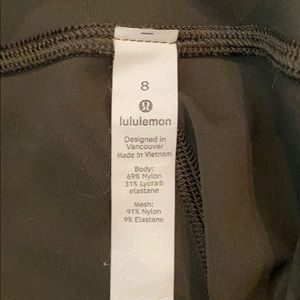 8
lululemon
Designed in
Vancouver
Made in Vietnam
Body:
69% Nylon
31% Lycra®
elastane
Mesh:
91% Nylon
9% Elastane